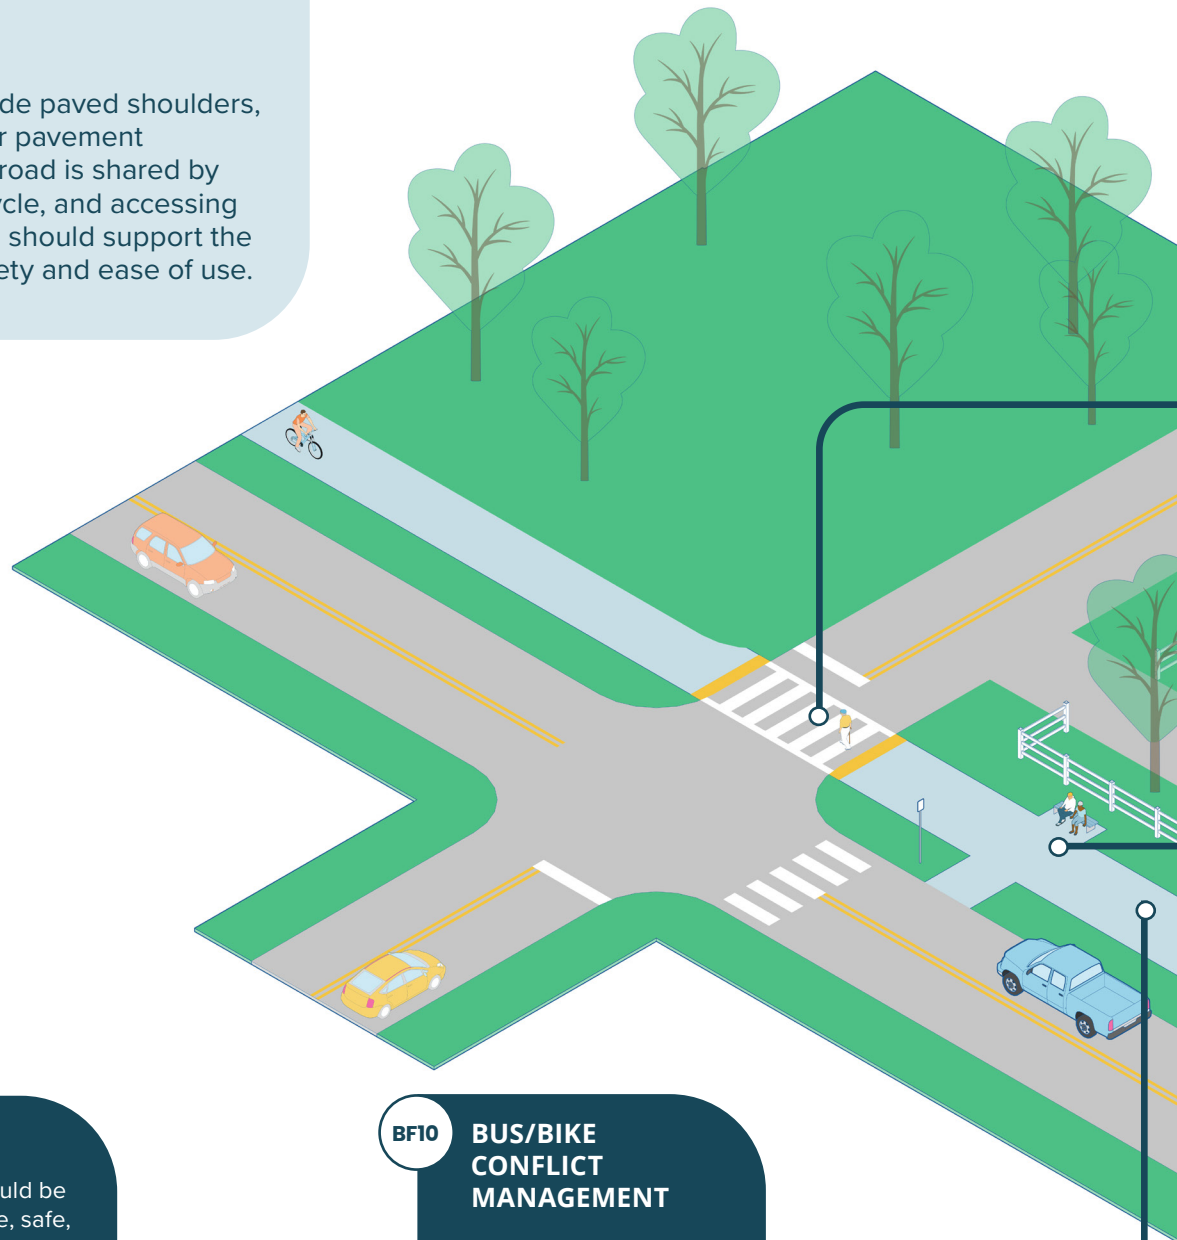 de paved shoulders,
r pavement
road is shared by
ycle, and accessing
should support the
ety and ease of use.
uld be
e, safe,
BF10
BUS/BIKE
CONFLICT
MANAGEMENT